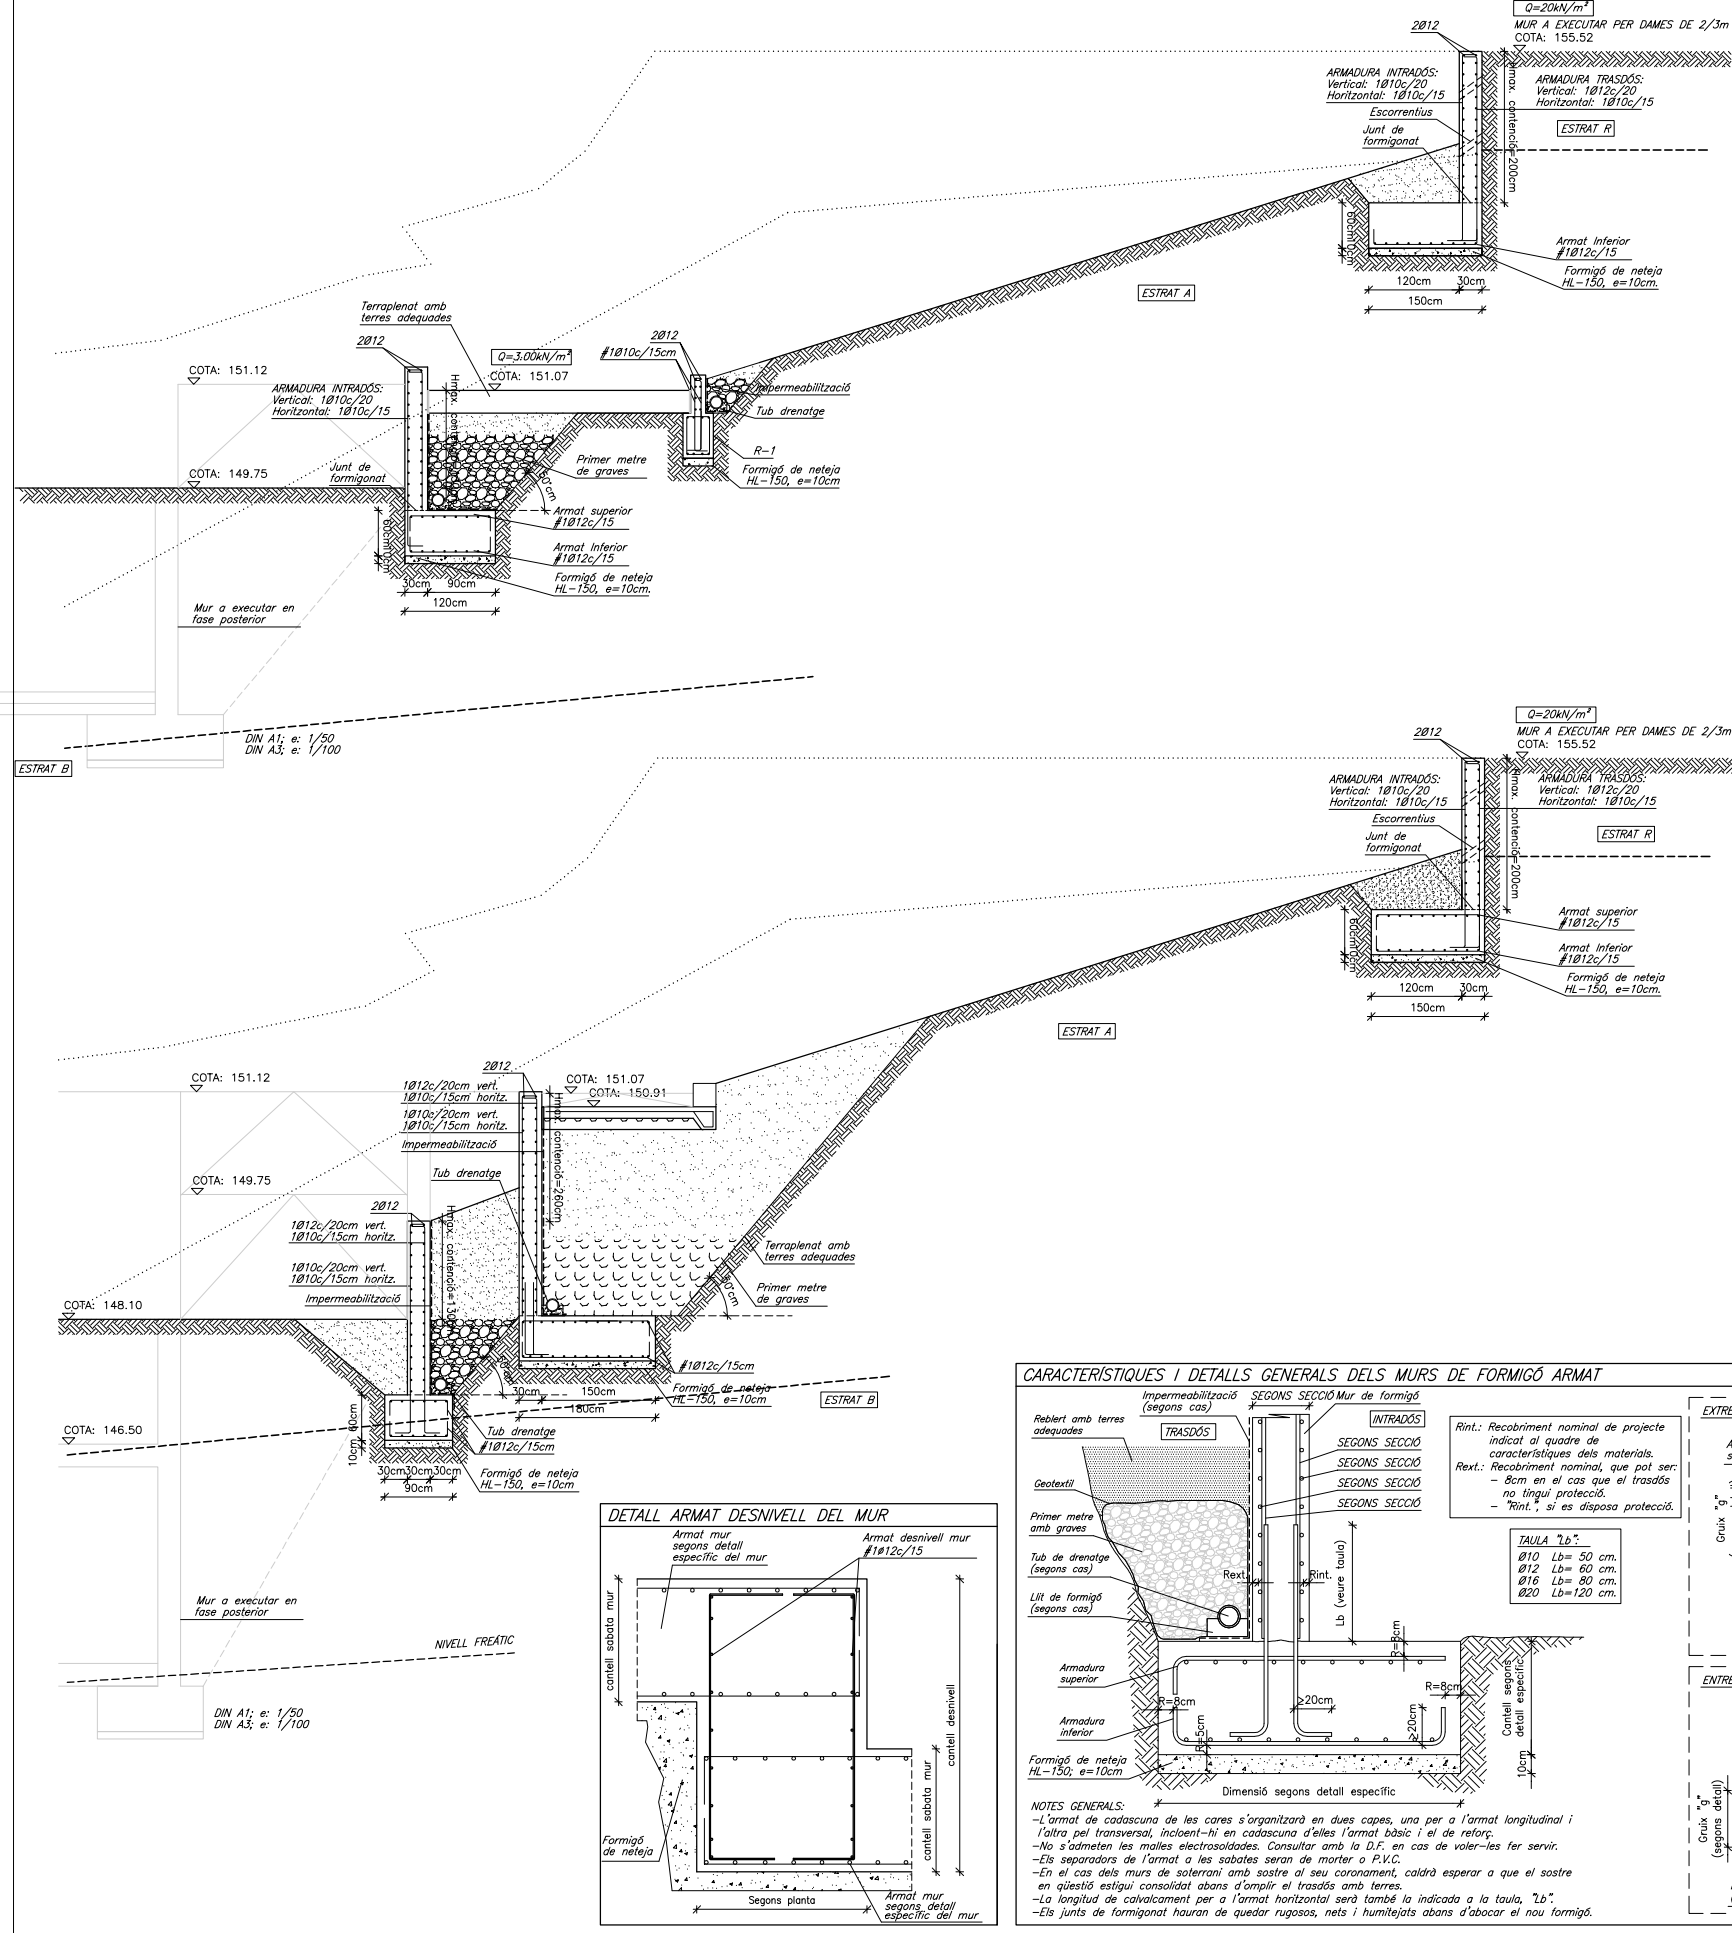 Q=20kN/m²
MUR A EXECUTAR PER DAMES DE 2/3m
COTA: 155.52
2Ø12
ARMADURA INTRADÓS:
Vertical: 1Ø10c/20
Horitzontal: 1Ø10c/15
Escorrentius
Junt de
formigonat
Hmax. contenció=200cm
ARMADURA TRASDÓS:
Vertical: 1Ø12c/20
Horitzontal: 1Ø10c/15
ESTRAT R
60cm
10cm
Armat Inferior
#1Ø12c/15
Formigó de neteja
HL-150, e=10cm.
120cm
30cm
150cm
ESTRAT A
Terraplenat amb
terres adequades
2Ø12
Q=3.00kN/m²
COTA: 151.07
2Ø12
#1Ø10c/15cm
COTA: 151.12
ARMADURA INTRADÓS:
Vertical: 1Ø10c/20
Horitzontal: 1Ø10c/15
Hmax.
Impermeabilització
Tub drenatge
R-1
Formigó de neteja
HL-150, e=10cm
COTA: 149.75
Junt de
formigonat
Primer metre
de graves
Armat superior
#1Ø12c/15
Armat Inferior
#1Ø12c/15
Formigó de neteja
HL-150, e=10cm.
60cm
10cm
30cm
90cm
120cm
Mur a executar en
fase posterior
DIN A1; e: 1/50
DIN A3; e: 1/100
ESTRAT B
Q=20kN/m²
MUR A EXECUTAR PER DAMES DE 2/3m
COTA: 155.52
2Ø12
ARMADURA INTRADÓS:
Vertical: 1Ø10c/20
Horitzontal: 1Ø10c/15
Escorrentius
Junt de
formigonat
Hmax. contenció=200cm
ARMADURA TRASDÓS:
Vertical: 1Ø12c/20
Horitzontal: 1Ø10c/15
ESTRAT R
60cm
10cm
Armat superior
#1Ø12c/15
Armat Inferior
#1Ø12c/15
Formigó de neteja
HL-150, e=10cm.
120cm
30cm
150cm
ESTRAT A
COTA: 151.12
2Ø12
1Ø12c/20cm vert.
1Ø10c/15cm horitz.
1Ø10c/20cm vert.
1Ø10c/15cm horitz.
Impermeabilització
Tub drenatge
COTA: 151.07
COTA: 150.91
Hmax. contenció=260cm
COTA: 149.75
2Ø12
1Ø12c/20cm vert.
1Ø10c/15cm horitz.
1Ø10c/20cm vert.
1Ø10c/15cm horitz.
Impermeabilització
Hmax. contenció=130cm
Terraplenat amb
terres adequades
Primer metre
de graves
COTA: 148.10
#1Ø12c/15cm
Formigó de neteja
HL-150, e=10cm
30cm
150cm
180cm
ESTRAT B
COTA: 146.50
60cm
10cm
Tub drenatge
#1Ø12c/15cm
Formigó de neteja
HL-150, e=10cm
30cm
30cm
30cm
90cm
Mur a executar en
fase posterior
NIVELL FREÁTIC
DIN A1; e: 1/50
DIN A3; e: 1/100
DETALL ARMAT DESNIVELL DEL MUR
Armat mur
segons detall
específic del mur
Armat desnivell mur
#1Ø12c/15
cantell sabata mur
cantell desnivell
cantell sabata mur
Formigó
de neteja
Segons planta
Armat mur
segons detall
específic del mur
CARACTERÍSTIQUES I DETALLS GENERALS DELS MURS DE FORMIGÓ ARMAT
Impermeabilització
(segons cas)
SEGONS SECCIÓ
Mur de formigó
Reblert amb terres
adequades
TRASDÓS
INTRADÓS
SEGONS SECCIÓ
SEGONS SECCIÓ
SEGONS SECCIÓ
SEGONS SECCIÓ
Geotextil
Primer metre
amb graves
Tub de drenatge
(segons cas)
Llit de formigó
(segons cas)
Rext.
Rint.
Lb (veure taula)
Armadura
superior
Armadura
inferior
R=8cm
R=8cm
R=8cm
R=5cm
≥20cm
≥20cm
Cantell segons
detall específic
10cm
Formigó de neteja
HL-150; e=10cm
Dimensió segons detall específic
Rint.: Recobriment nominal de projecte
indicat al quadre de
característiques dels materials.
Rext.: Recobriment nominal, que pot ser:
- 8cm en el cas que el trasdós
no tingui protecció.
- "Rint.", si es disposa protecció.
TAULA "Lb":
Ø10 Lb= 50 cm.
Ø12 Lb= 60 cm.
Ø16 Lb= 80 cm.
Ø20 Lb=120 cm.
NOTES GENERALS:
-L'armat de cadascuna de les cares s'organitzarà en dues capes, una per a l'armat longitudinal i
l'altra pel transversal, incloent-hi en cadascuna d'elles l'armat bàsic i el de reforç.
-No s'admeten les malles electrosoldades. Consultar amb la D.F. en cas de voler-les fer servir.
-Els separadors de l'armat a les sabates seran de morter o P.V.C.
-En el cas dels murs de soterrani amb sostre al seu coronament, caldrà esperar a que el sostre
en qüestió estigui consolidat abans d'omplir el trasdós amb terres.
-La longitud de calvalcament per a l'armat horitzontal serà també la indicada a la taula, "Lb".
-Els junts de formigonat hauran de quedar rugosos, nets i humitejats abans d'abocar el nou formigó.
EXTRE
Gruix "g"
ENTRE
Gruix "g"
(segons detall)